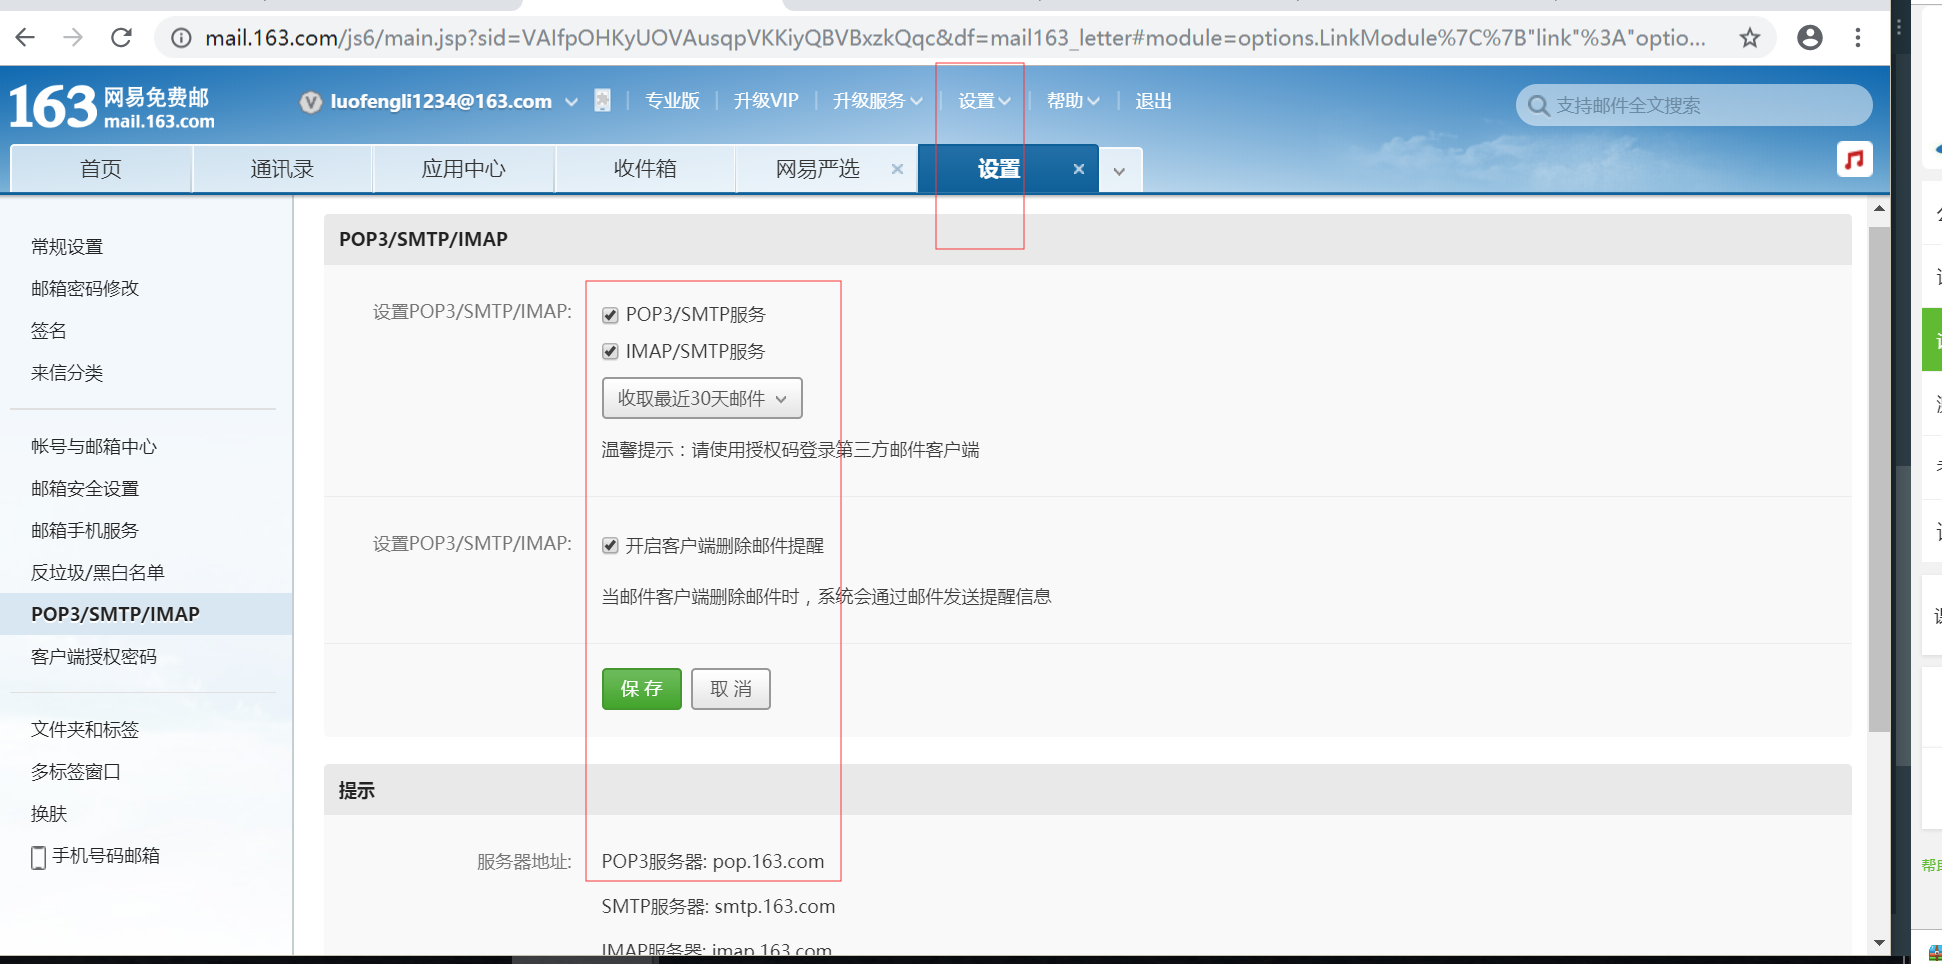 mail.163.com/js6/main.jsp?sid=VAIfpOHKyUOVAusqpVKKiyQBVBxzkQqc&df=mail163_letter#module=options.LinkModule%7C%7B"link"%3A"optio...
163 网易免费邮
mail.163.com
luofengli1234@163.com
专业版
升级VIP
升级服务
设置
帮助
退出
支持邮件全文搜索
首页
通讯录
应用中心
收件箱
网易严选
设置
常规设置
邮箱密码修改
签名
来信分类
帐号与邮箱中心
邮箱安全设置
邮箱手机服务
反垃圾/黑白名单
POP3/SMTP/IMAP
客户端授权密码
文件夹和标签
多标签窗口
换肤
手机号码邮箱
POP3/SMTP/IMAP
设置POP3/SMTP/IMAP:
POP3/SMTP服务
IMAP/SMTP服务
收取最近30天邮件
温馨提示：请使用授权码登录第三方邮件客户端
设置POP3/SMTP/IMAP:
开启客户端删除邮件提醒
当邮件客户端删除邮件时，系统会通过邮件发送提醒信息
保 存
取 消
提示
服务器地址:
POP3服务器: pop.163.com
SMTP服务器: smtp.163.com
IMAP服务器: imap.163.com